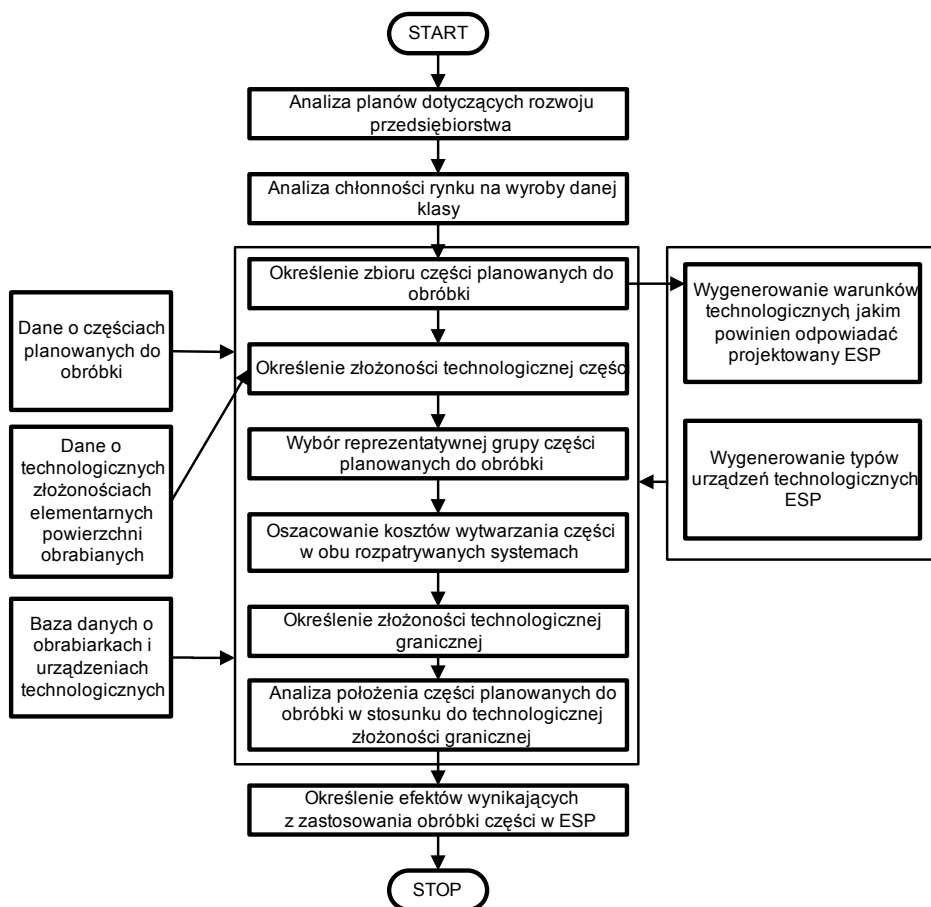 START
Analiza planów dotyczących rozwoju
przedsiębiorstwa
Analiza chłonności rynku na wyroby danej
klasy
Określenie zbioru części planowanych do
obróbki
Wygenerowanie warunków
technologicznych, jakim
powinien odpowiadać
projektowany ESP
Dane o częściach
planowanych do
obróbki
Określenie złożoności technologicznej częśc
Wybór reprezentatywnej grupy części
planowanych do obróbki
Wygenerowanie typów
urządzeń technologicznych
ESP
Dane o
technologicznych
złożonościach
elementarnych
powierzchni
obrabianych
Oszacowanie kosztów wytwarzania części
w obu rozpatrywanych systemach
Baza danych o
obrabiarkach i
urządzeniach
technologicznych
Określenie złożoności technologicznej
granicznej
Analiza położenia części planowanych do
obróbki w stosunku do technologicznej
złożoności granicznej
Określenie efektów wynikających
z zastosowania obróbki części w ESP
STOP